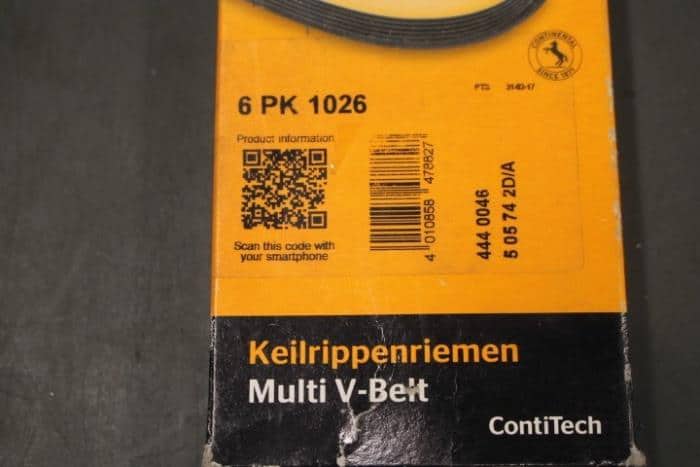 CONTINENTAL
SINCE 1871
PTS 3140-17
6 PK 1026
Product information
Scan this code with
your smartphone
4 010858 478827
444 0046
5 05 74 2D/A
Keilrippenriemen
Multi V-Belt
ContiTech